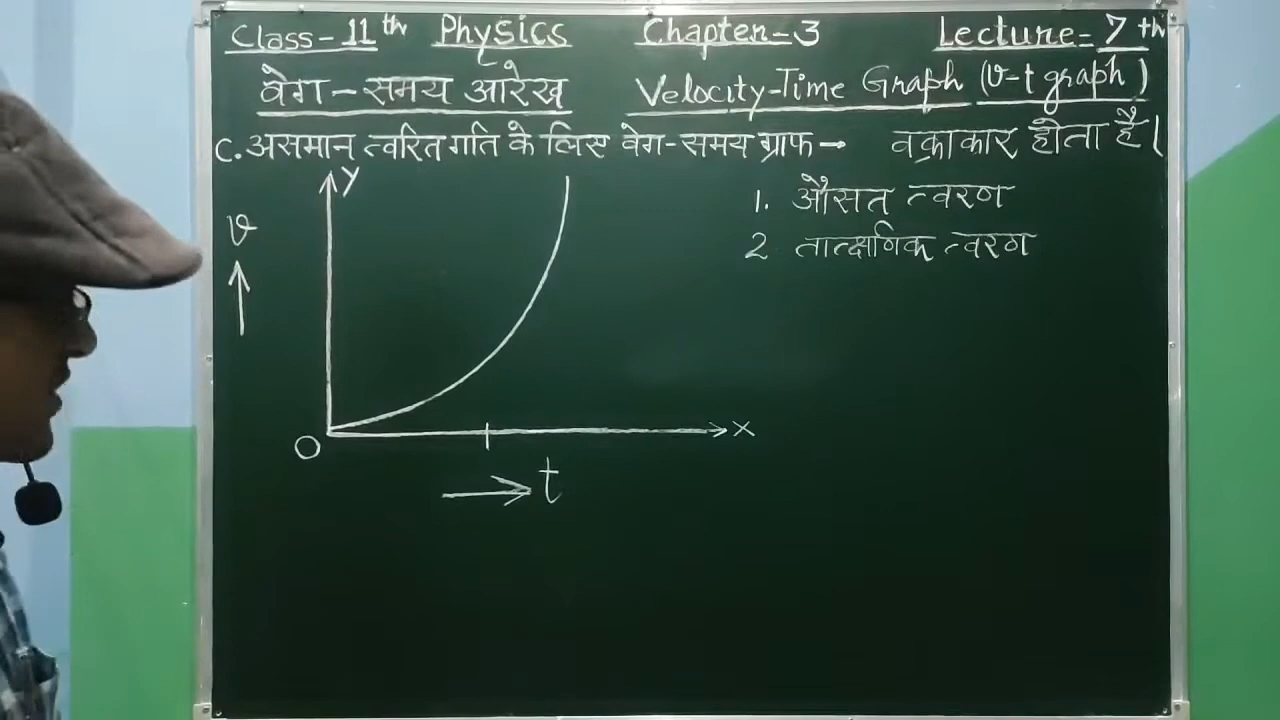 Class-11th Physics Chapter-3 Lecture-7th
वेग-समय आरेख Velocity-Time Graph (v-t graph)
C. असमान त्वरित गति के लिए वेग-समय ग्राफ → वक्राकार होता है।
Y
1. औसत त्वरण
v
2. तात्क्षणिक त्वरण
O
X
t